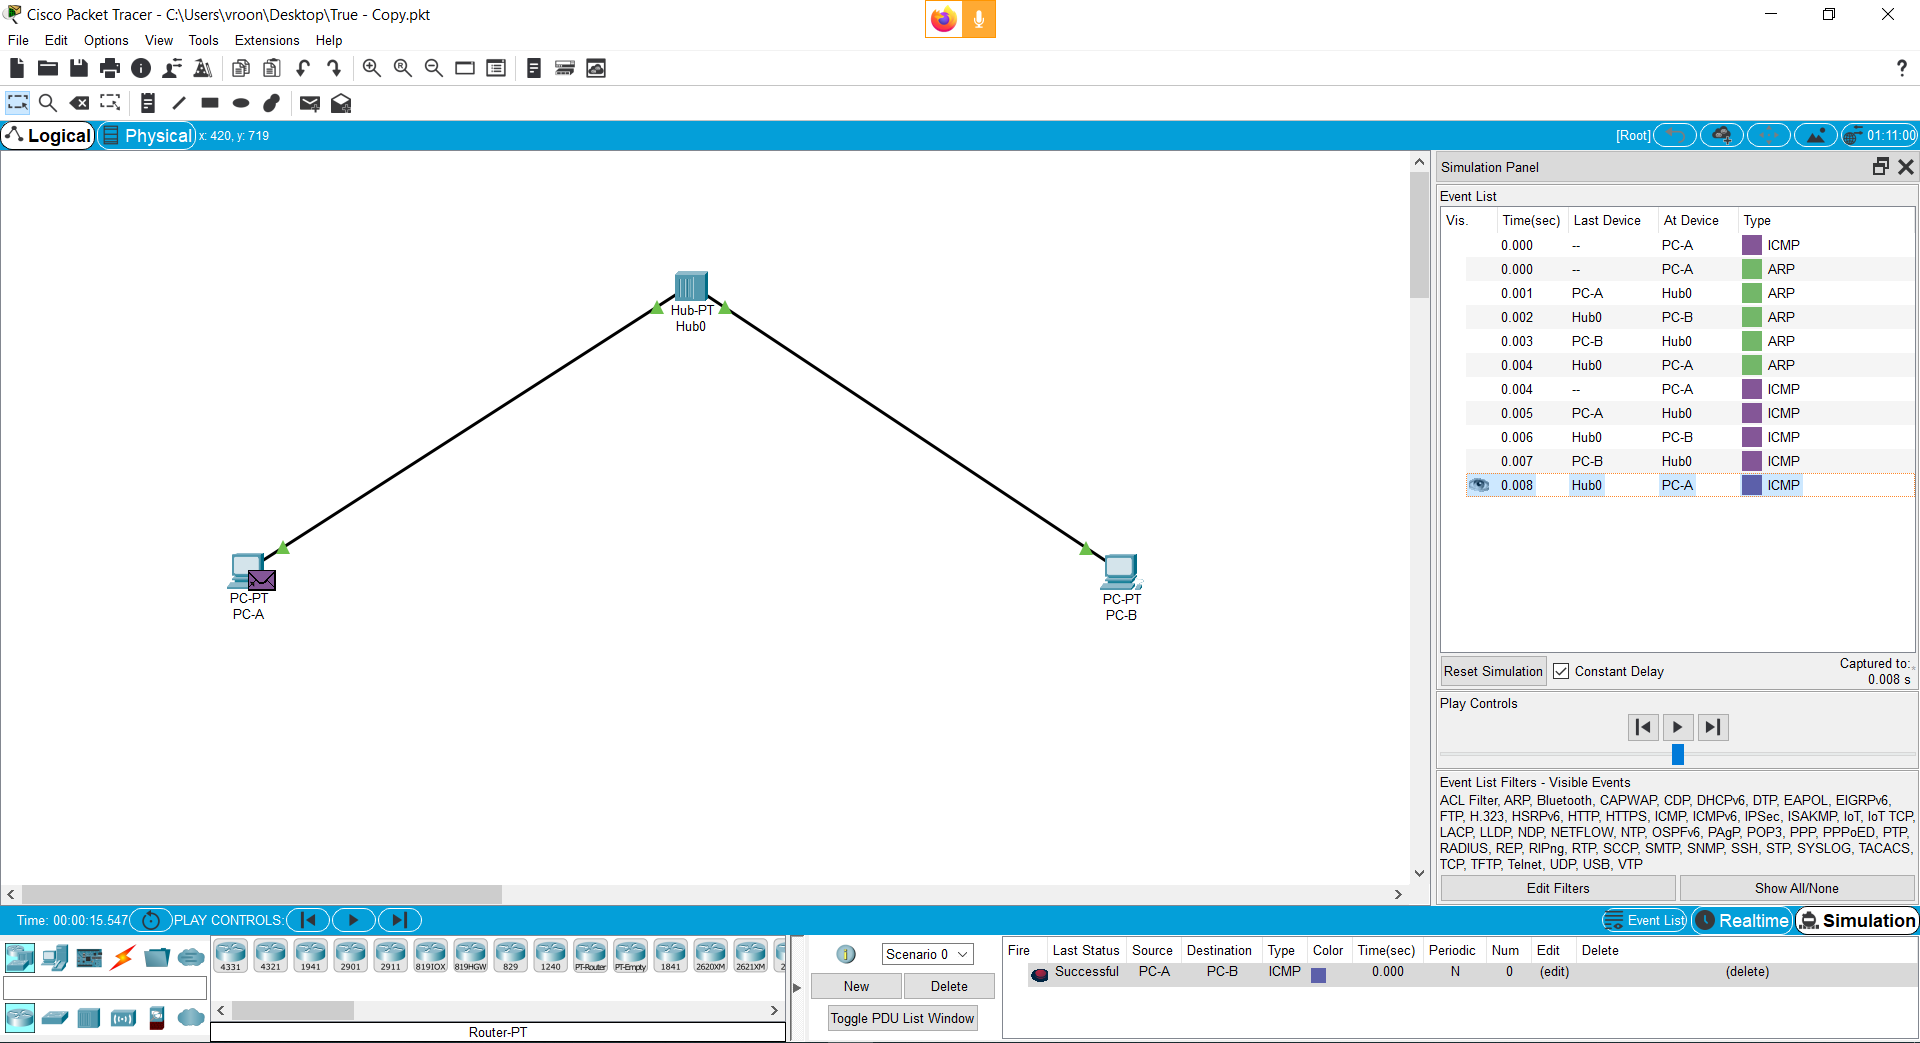 Cisco Packet Tracer - C:\Users\vroon\Desktop\True - Copy.pkt
File Edit Options View Tools Extensions Help
?
Logical Physical x: 420, y: 719 [Root] 01:11:00
Simulation Panel
Event List
Vis. Time(sec) Last Device At Device Type
0.000 -- PC-A ICMP
0.000 -- PC-A ARP
0.001 PC-A Hub0 ARP
0.002 Hub0 PC-B ARP
0.003 PC-B Hub0 ARP
0.004 Hub0 PC-A ARP
0.004 -- PC-A ICMP
0.005 PC-A Hub0 ICMP
0.006 Hub0 PC-B ICMP
0.007 PC-B Hub0 ICMP
0.008 Hub0 PC-A ICMP
Hub-PT
Hub0
PC-PT
PC-A
PC-PT
PC-B
Reset Simulation Constant Delay Captured to:
0.008 s
Play Controls
Event List Filters - Visible Events
ACL Filter, ARP, Bluetooth, CAPWAP, CDP, DHCPv6, DTP, EAPOL, EIGRPv6,
FTP, H.323, HSRPv6, HTTP, HTTPS, ICMP, ICMPv6, IPSec, ISAKMP, IoT, IoT TCP,
LACP, LLDP, NDP, NETFLOW, NTP, OSPFv6, PAgP, POP3, PPP, PPPoED, PTP,
RADIUS, REP, RIPng, RTP, SCCP, SMTP, SNMP, SSH, STP, SYSLOG, TACACS,
TCP, TFTP, Telnet, UDP, USB, VTP
Edit Filters Show All/None
Time: 00:00:15.547 PLAY CONTROLS: Event List Realtime Simulation
4331 4321 1941 2901 2911 819IOX 819HGW 829 1240 PT-Router PT-Empty 1841 2620XM 2621XM 2
Router-PT
Scenario 0
New Delete
Toggle PDU List Window
Fire Last Status Source Destination Type Color Time(sec) Periodic Num Edit Delete
Successful PC-A PC-B ICMP 0.000 N 0 (edit) (delete)